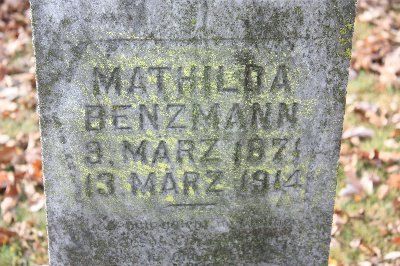 MATHILDA
BENZMANN
3. MARZ 1871
13. MARZ 1914